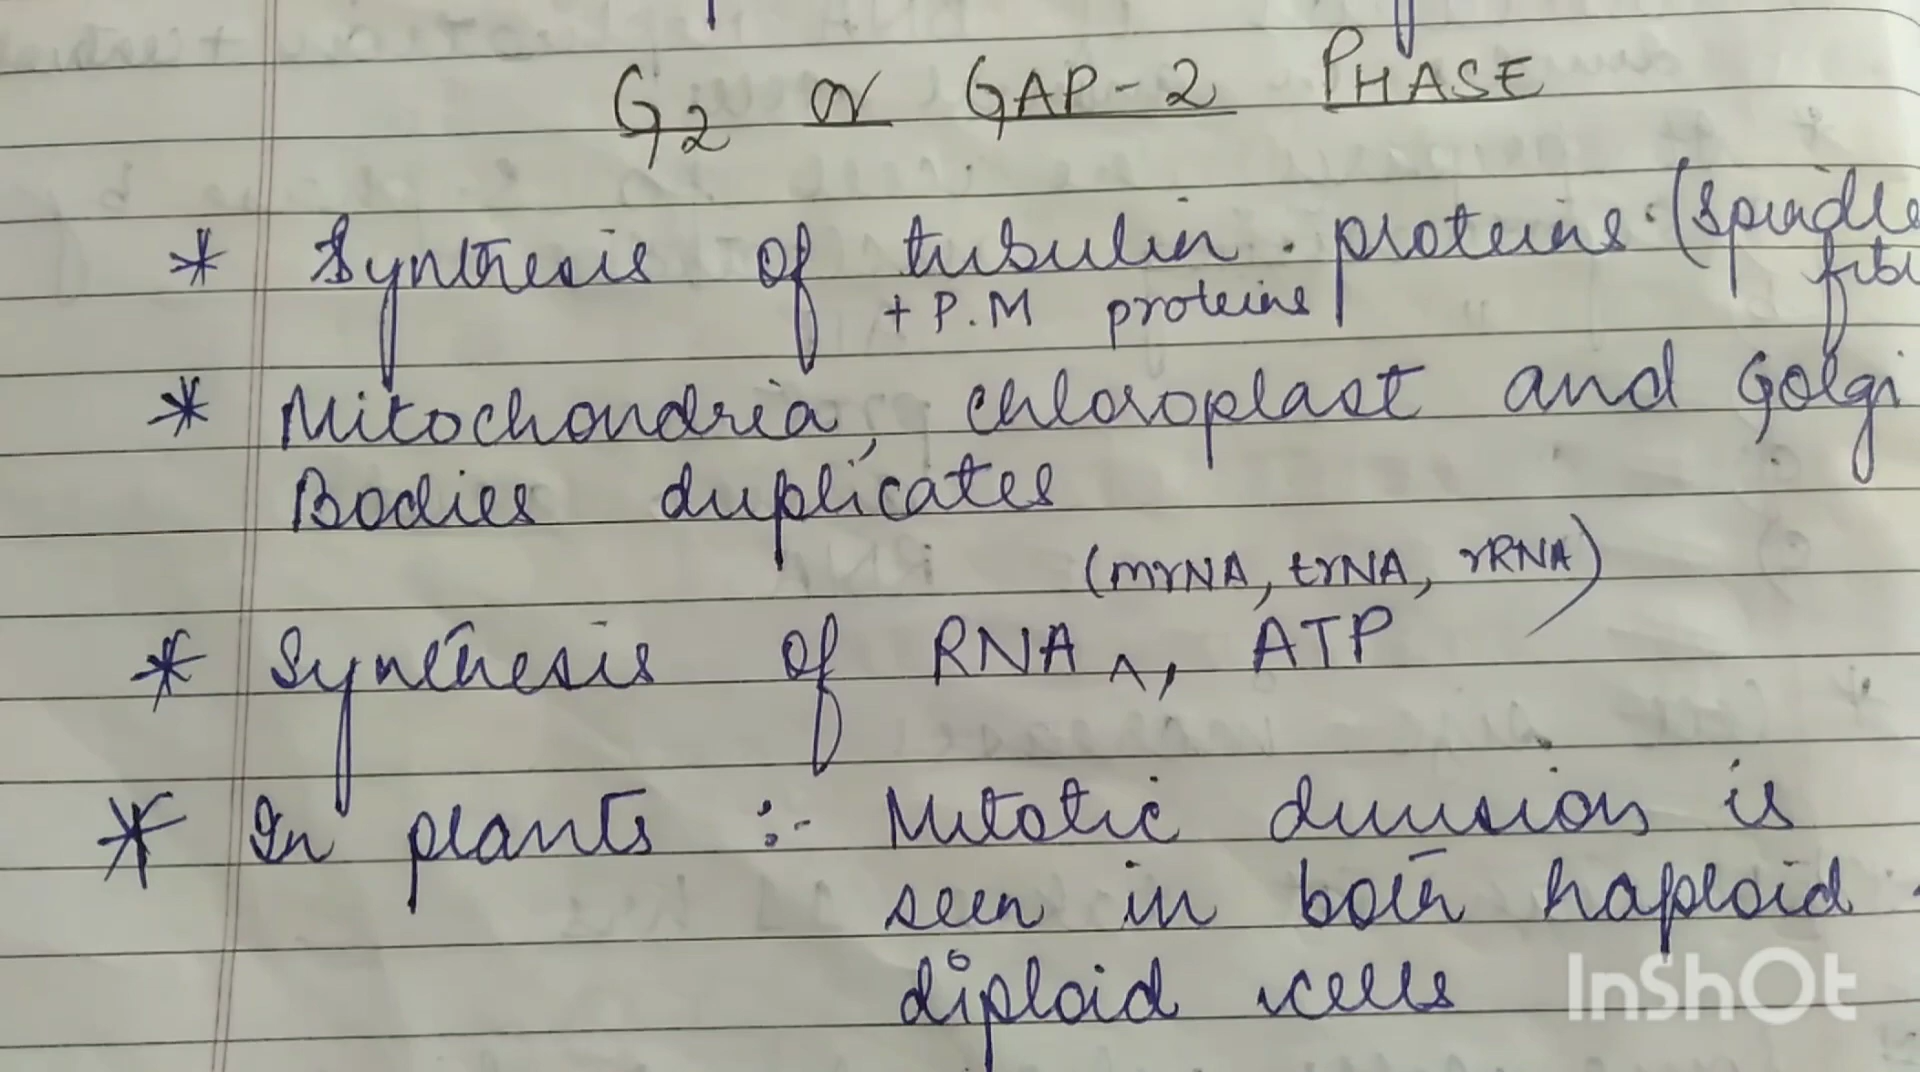 G2 or GAP-2 PHASE
* Synthesis of tubulin . proteins. (spindle
+ P.M proteins
* Mitochondria, chloroplast and Golgi
Bodies duplicates
(mrNA, trNA, rRNA)
* Synthesis of RNA ^, ATP
* In plants :- Mitotic division is
seen in both haploid
diploid cells
InShOt